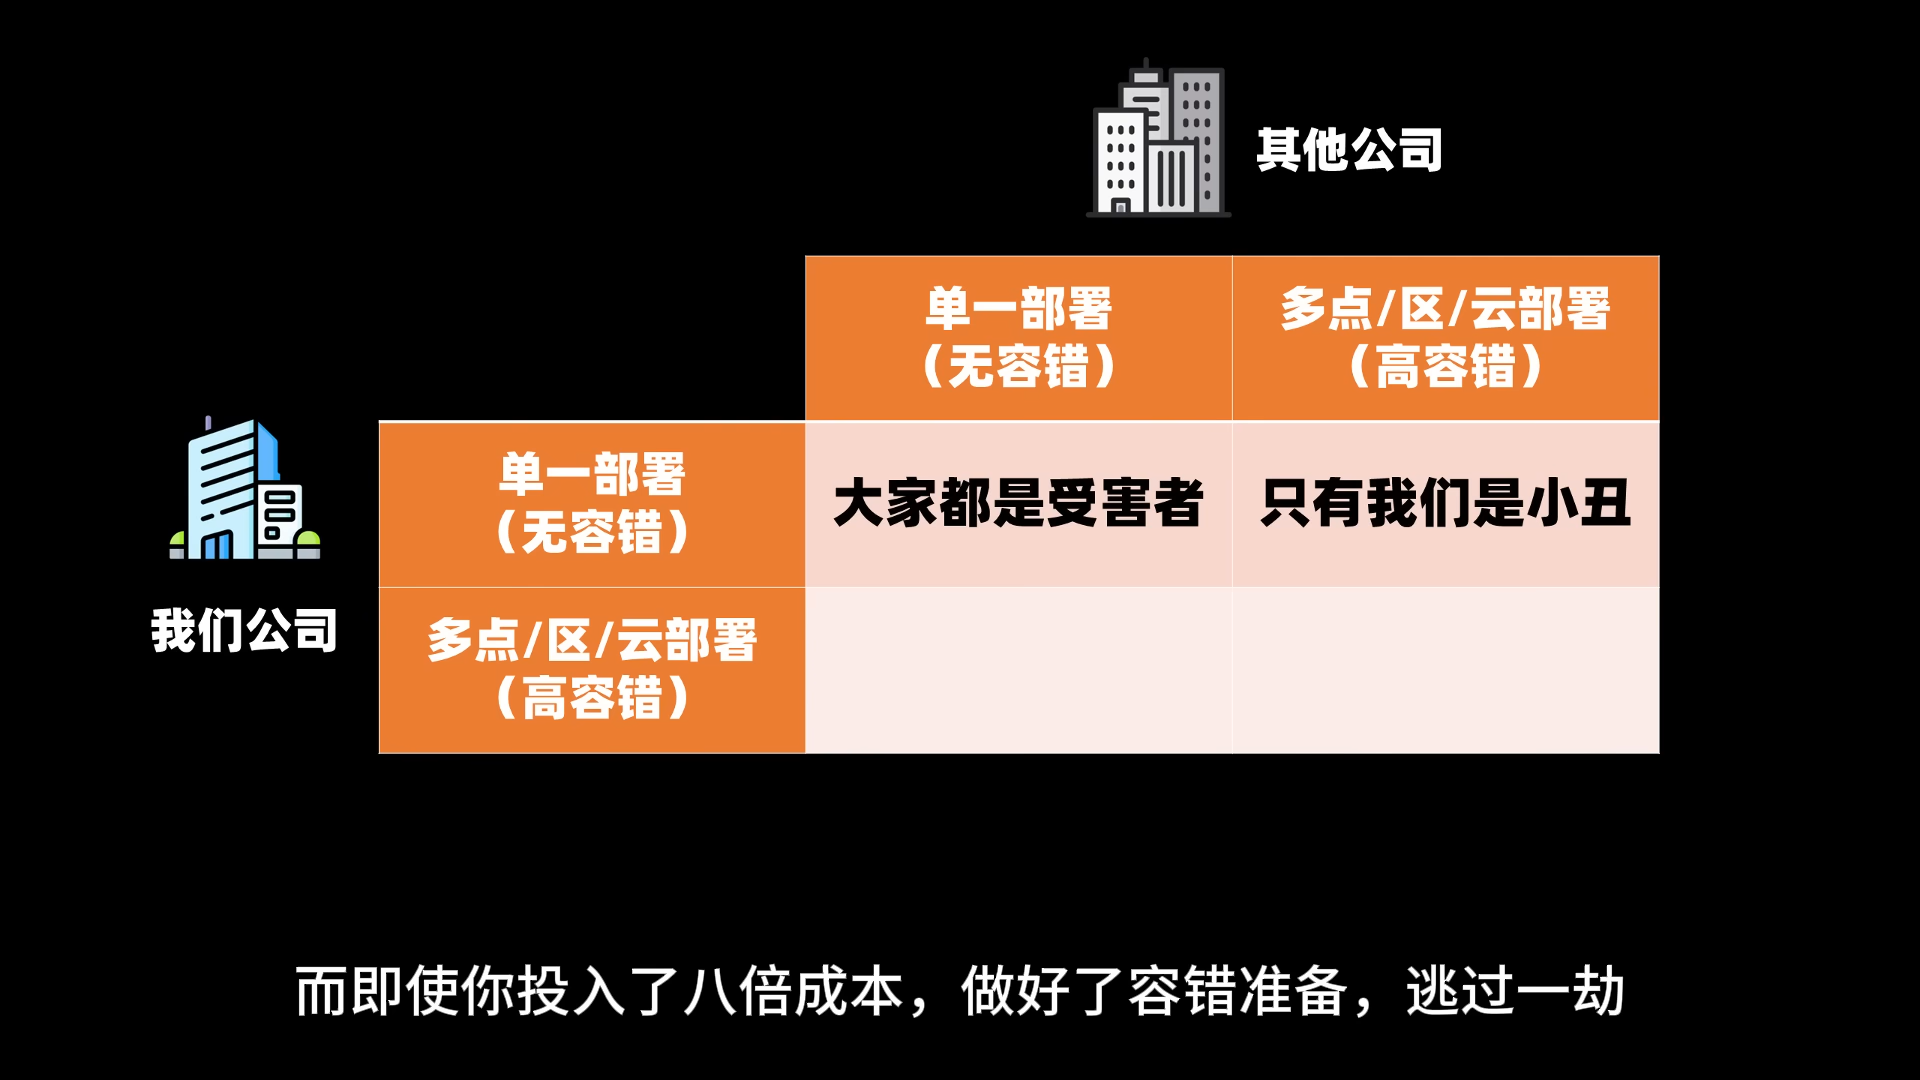 其他公司
单一部署
（无容错）
多点/区/云部署
（高容错）
单一部署
（无容错）
大家都是受害者
只有我们是小丑
我们公司
多点/区/云部署
（高容错）
而即使你投入了八倍成本，做好了容错准备，逃过一劫